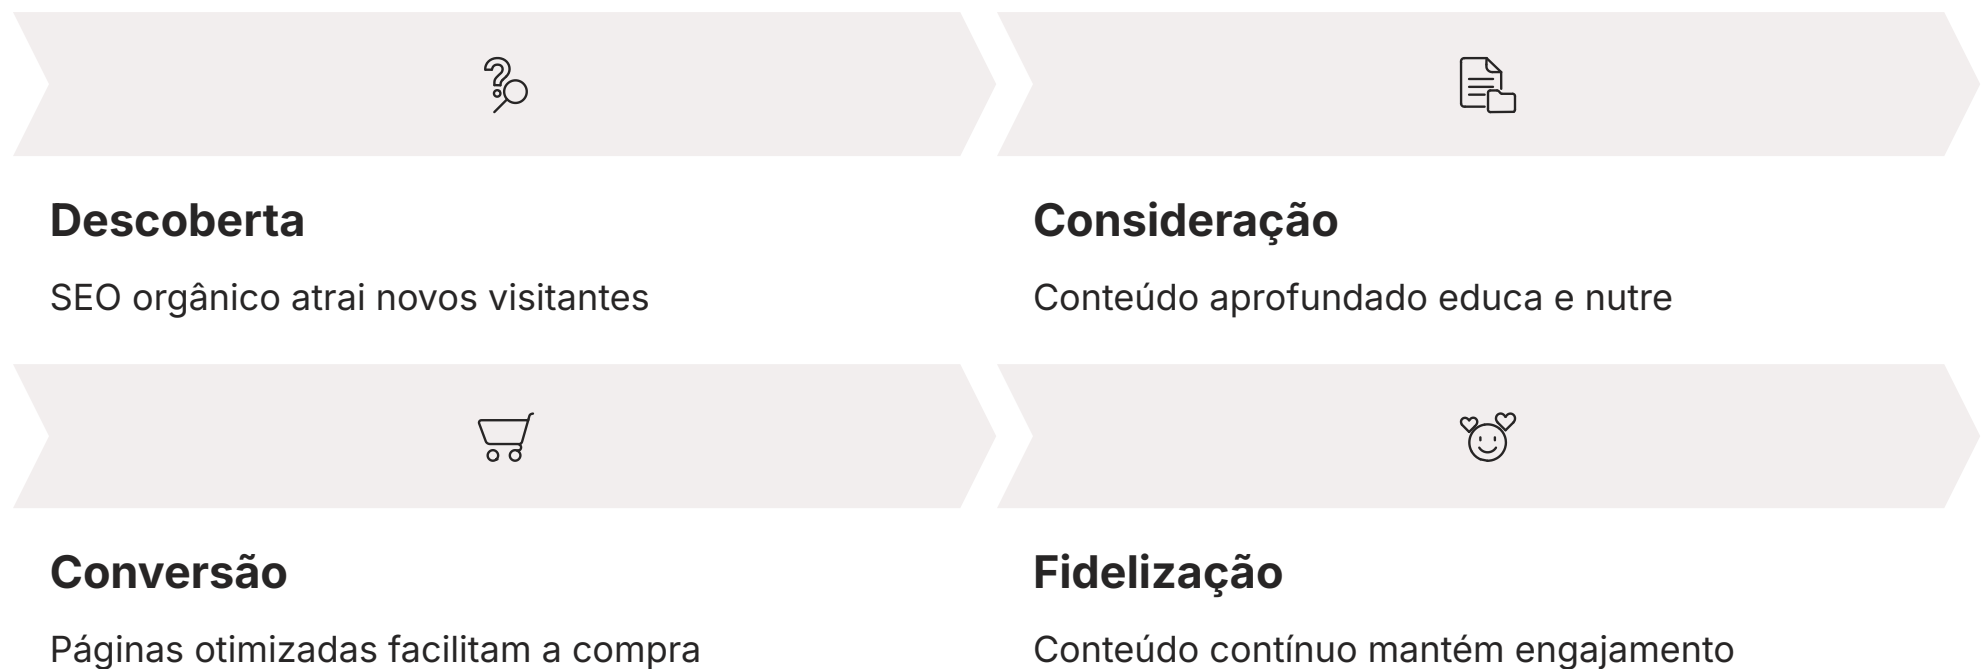 Descoberta
SEO orgânico atrai novos visitantes
Consideração
Conteúdo aprofundado educa e nutre
Conversão
Páginas otimizadas facilitam a compra
Fidelização
Conteúdo contínuo mantém engajamento